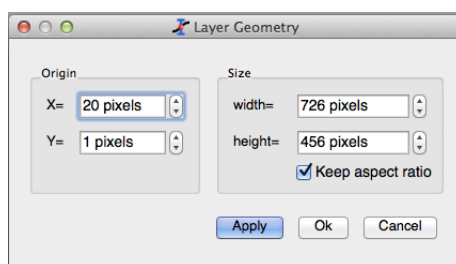 Layer Geometry
Origin
X= 20 pixels
Y= 1 pixels
Size
width= 726 pixels
height= 456 pixels
Keep aspect ratio
Apply Ok Cancel